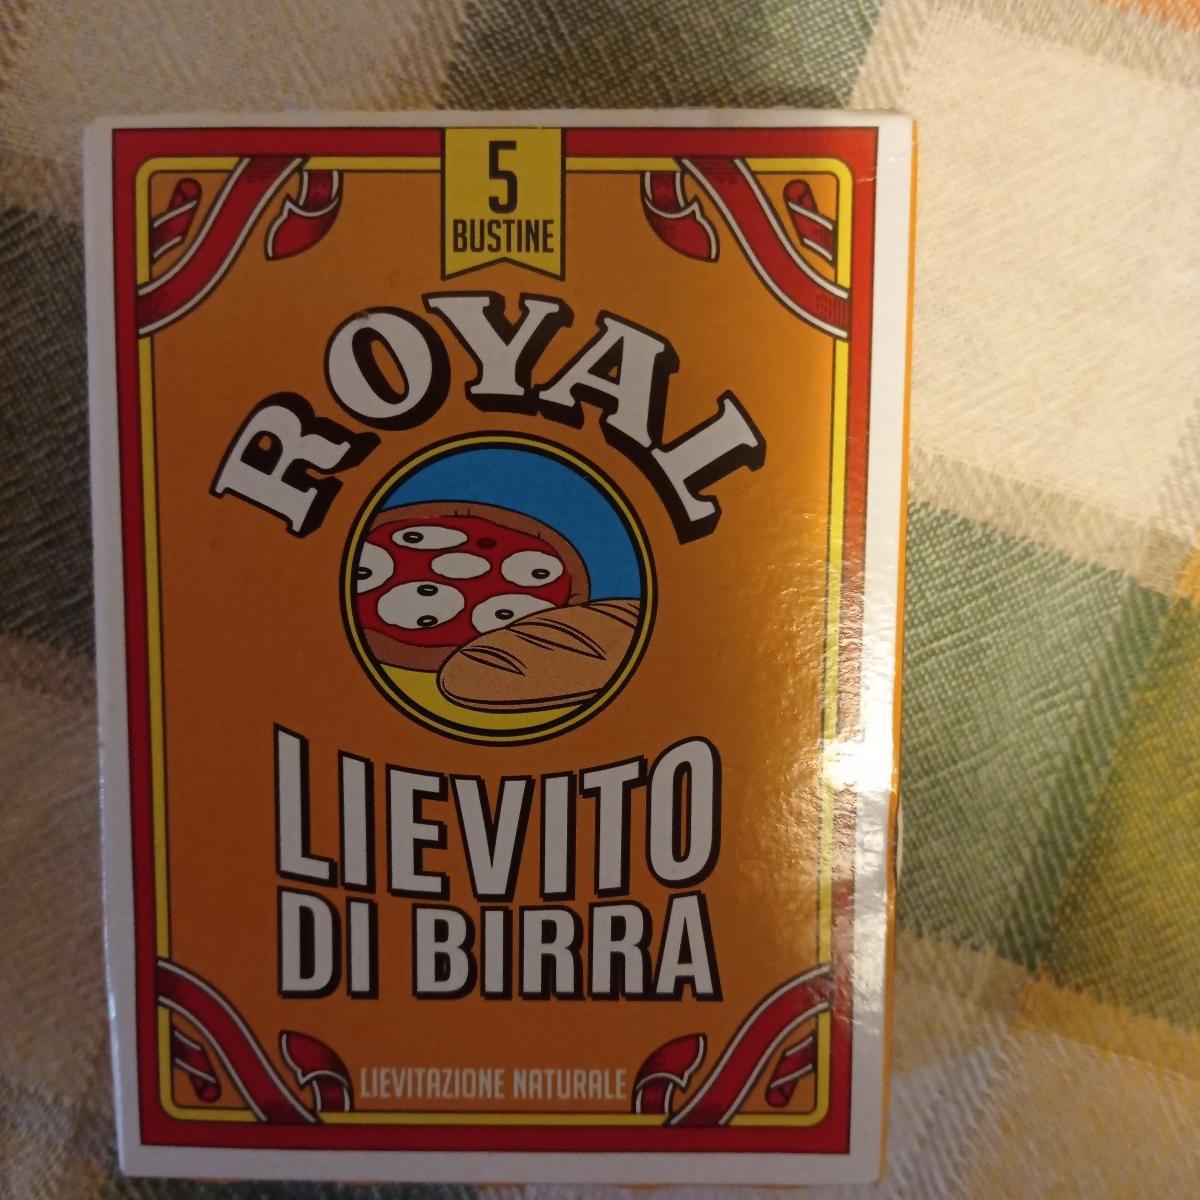 5
BUSTINE
ROYAL
LIEVITO
DI BIRRA
LIEVITAZIONE NATURALE